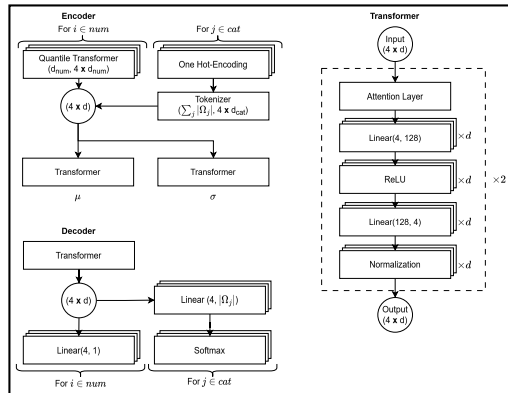 Encoder
For i ∈ num
For j ∈ cat
Quantile Transformer
(d_num, 4 x d_num)
One Hot-Encoding
(4 x d)
Tokenizer
(∑_j |Ω_j|, 4 x d_cat)
Transformer
Transformer
μ
σ
Decoder
Transformer
(4 x d)
Linear (4, |Ω_j|)
Linear(4, 1)
Softmax
For i ∈ num
For j ∈ cat
Transformer
Input
(4 x d)
Attention Layer
Linear(4, 128)
×d
ReLU
×d
×2
Linear(128, 4)
×d
Normalization
×d
Output
(4 x d)